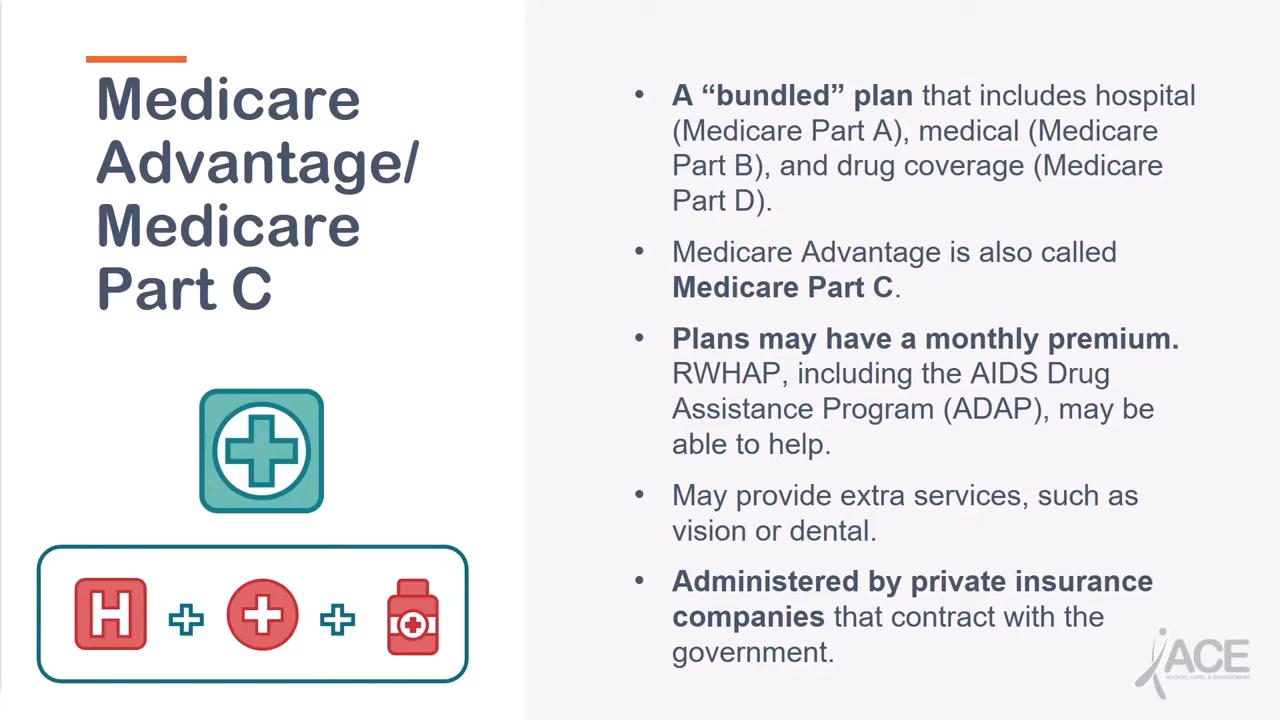 Medicare
Advantage/
Medicare
Part C
H
• A “bundled” plan that includes hospital
(Medicare Part A), medical (Medicare
Part B), and drug coverage (Medicare
Part D).
• Medicare Advantage is also called
Medicare Part C.
• Plans may have a monthly premium.
RWHAP, including the AIDS Drug
Assistance Program (ADAP), may be
able to help.
• May provide extra services, such as
vision or dental.
• Administered by private insurance
companies that contract with the
government.
ACE
ACCESS, CARE, & ENGAGEMENT